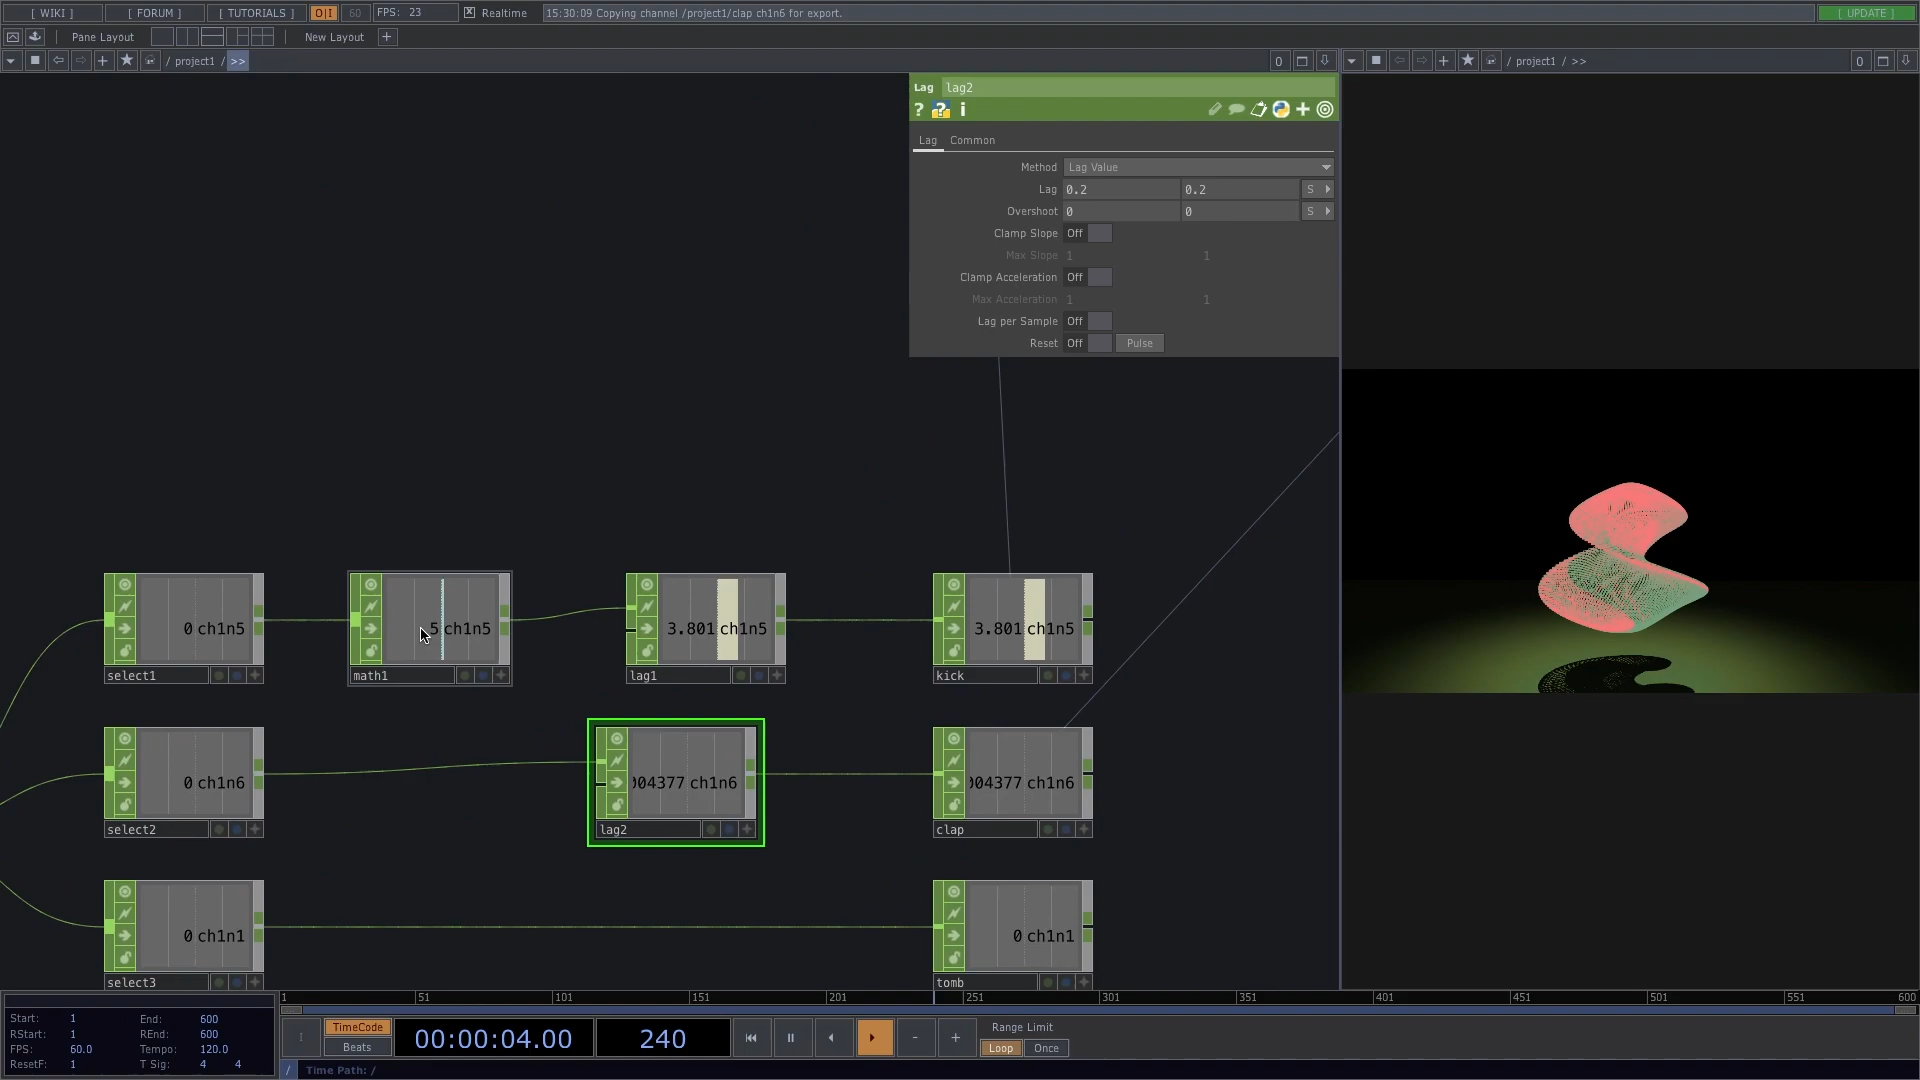 [ WIKI ] [ FORUM ] [ TUTORIALS ] O|I 60 FPS: 23 Realtime 15:30:09 Copying channel /project1/clap ch1n6 for export. [ UPDATE ]
Pane Layout New Layout +
/ project1 / >> 0 / project1 / >> 0
Lag lag2
? ? i
Lag Common
Method Lag Value
Lag 0.2 0.2 S
Overshoot 0 0 S
Clamp Slope Off
Max Slope 1 1
Clamp Acceleration Off
Max Acceleration 1 1
Lag per Sample Off
Reset Off Pulse
0 ch1n5 5 ch1n5 3.801 ch1n5 3.801 ch1n5
select1 math1 lag1 kick
0 ch1n6 004377 ch1n6 004377 ch1n6
select2 lag2 clap
0 ch1n1 0 ch1n1
select3 tomb
1 51 101 151 201 251 301 351 401 451 501 551 600
Start: 1 End: 600
RStart: 1 REnd: 600
FPS: 60.0 Tempo: 120.0
ResetF: 1 T Sig: 4 4
TimeCode
Beats
00:00:04.00 240 - +
Range Limit
Loop Once
/ Time Path: /